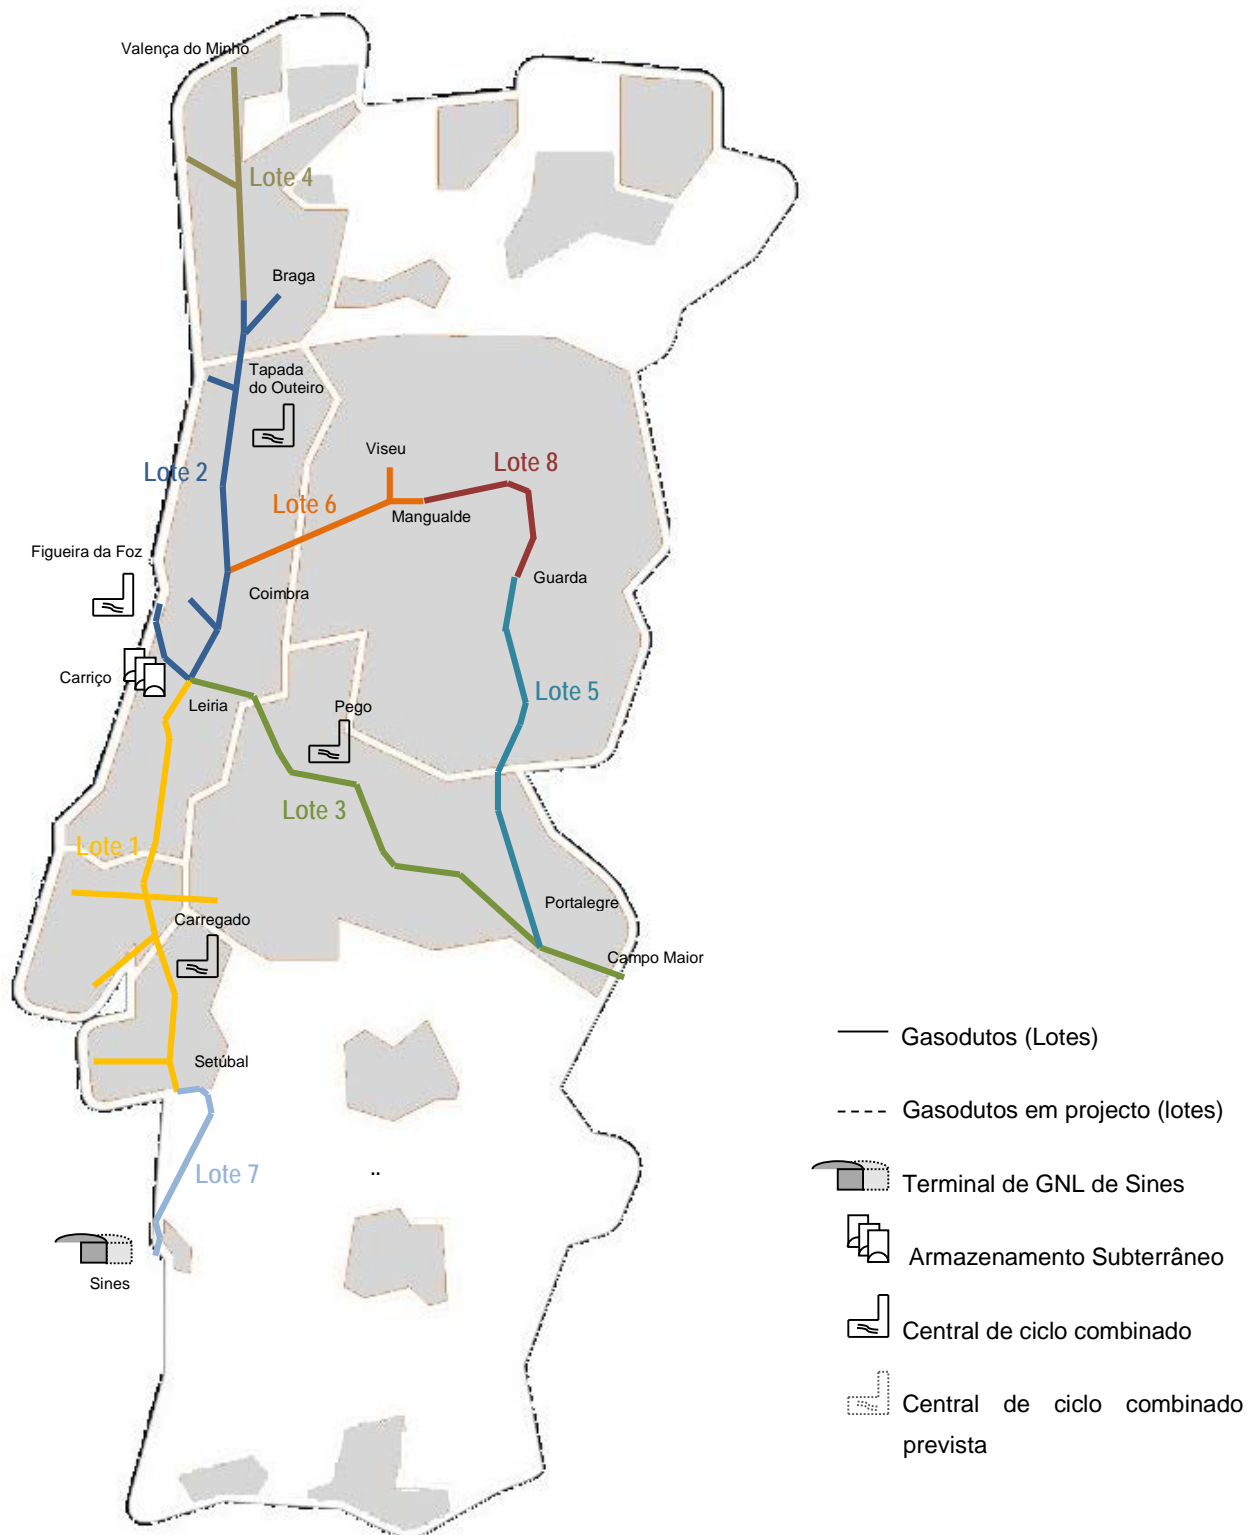 Valença do Minho
Lote 4
Braga
Tapada
do Outeiro
Viseu
Lote 8
Lote 2
Lote 6
Mangualde
Figueira da Foz
Guarda
Coimbra
Carriço
Lote 5
Leiria
Pego
Lote 3
Lote 1
Portalegre
Carregado
Campo Maior
Setúbal
Lote 7
..
Sines
Gasodutos (Lotes)
Gasodutos em projecto (lotes)
Terminal de GNL de Sines
Armazenamento Subterrâneo
Central de ciclo combinado
Central de ciclo combinado
prevista